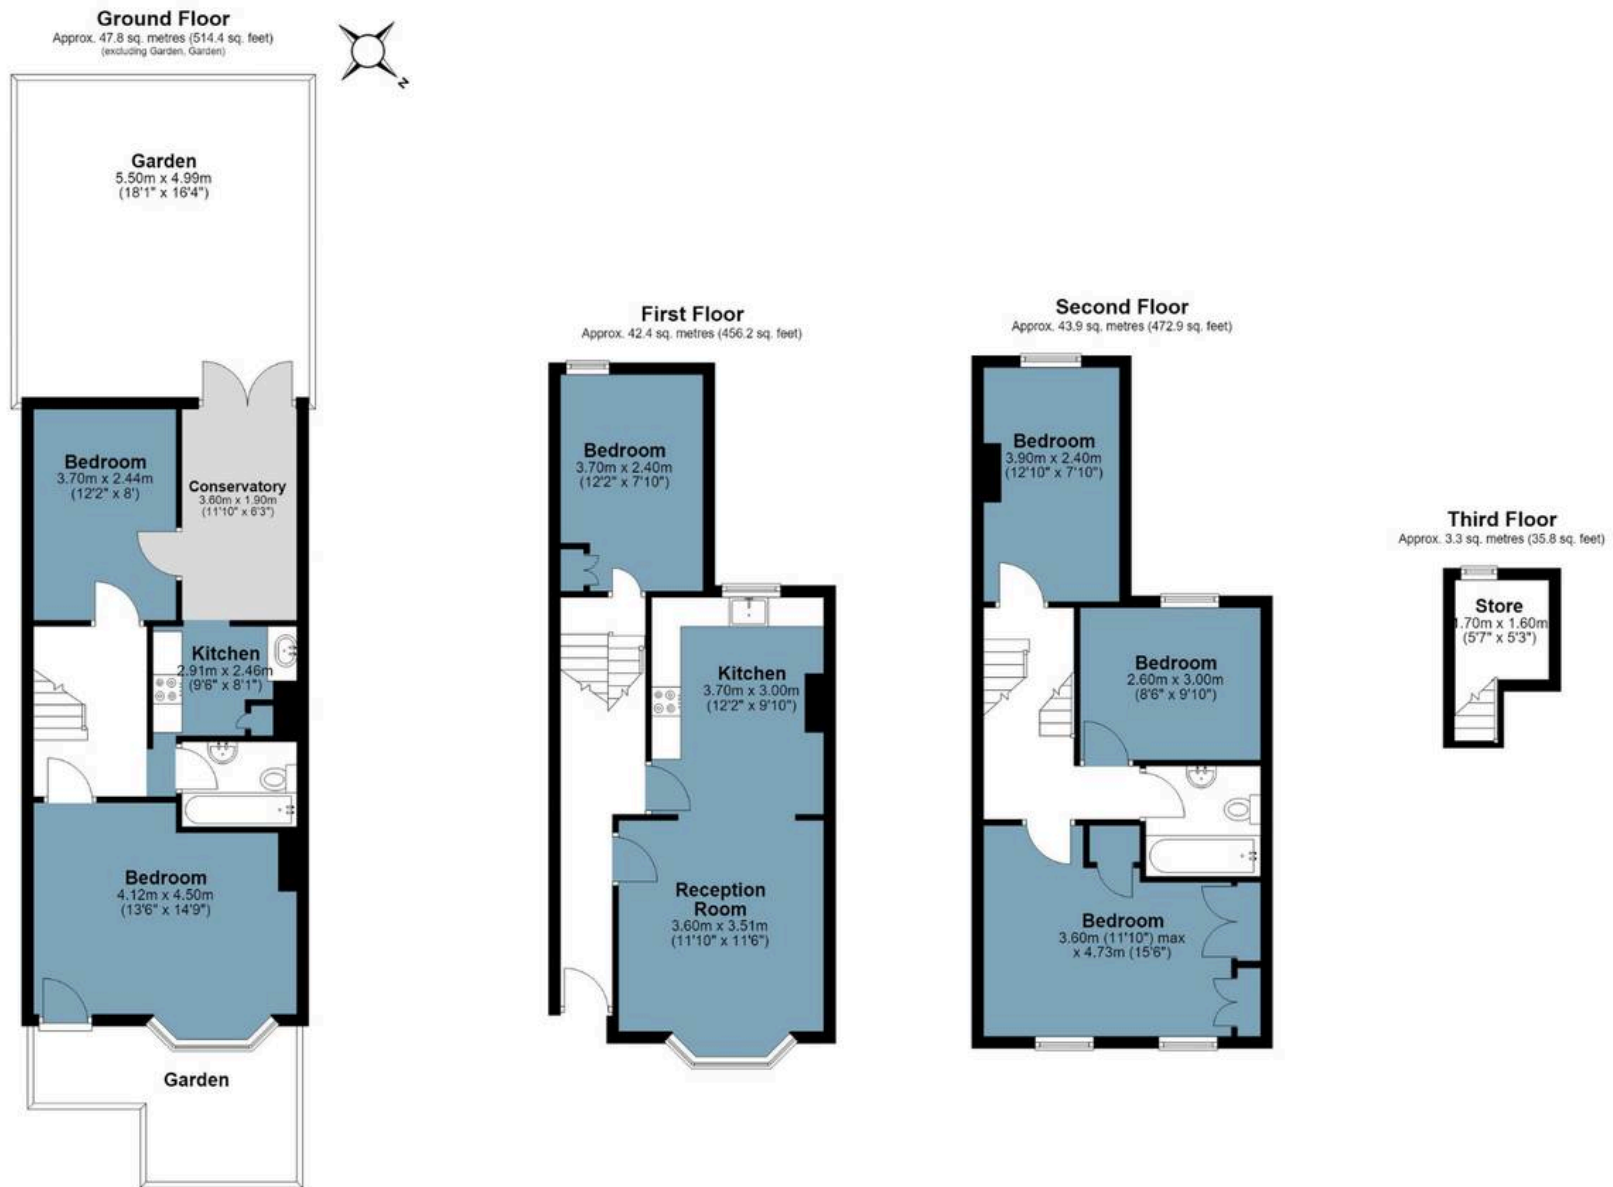 Ground Floor
Approx. 47.8 sq. metres (514.4 sq. feet)
(excluding Garden, Garden)
N
Garden
5.50m x 4.99m
(18'1" x 16'4")
Bedroom
3.70m x 2.44m
(12'2" x 8')
Conservatory
3.60m x 1.90m
(11'10" x 6'3")
Kitchen
2.91m x 2.46m
(9'6" x 8'1")
Bedroom
4.12m x 4.50m
(13'6" x 14'9")
Garden
First Floor
Approx. 42.4 sq. metres (456.2 sq. feet)
Bedroom
3.70m x 2.40m
(12'2" x 7'10")
Kitchen
3.70m x 3.00m
(12'2" x 9'10")
Reception
Room
3.60m x 3.51m
(11'10" x 11'6")
Second Floor
Approx. 43.9 sq. metres (472.9 sq. feet)
Bedroom
3.90m x 2.40m
(12'10" x 7'10")
Bedroom
2.60m x 3.00m
(8'6" x 9'10")
Bedroom
3.60m (11'10") max
x 4.73m (15'6")
Third Floor
Approx. 3.3 sq. metres (35.8 sq. feet)
Store
1.70m x 1.60m
(5'7" x 5'3")